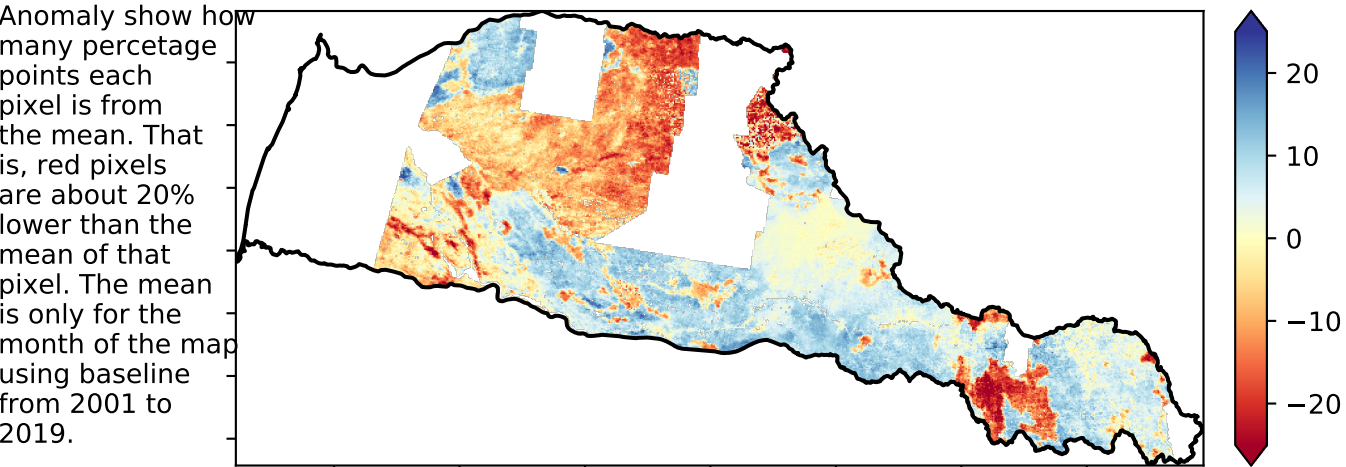 Anomaly show how
many percetage
points each
pixel is from
the mean. That
is, red pixels
are about 20%
lower than the
mean of that
pixel. The mean
is only for the
month of the map
using baseline
from 2001 to
2019.
20
10
0
−10
−20